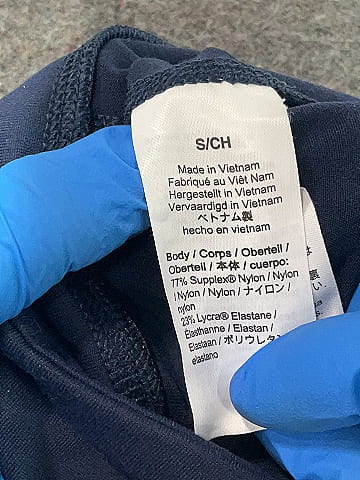 S/CH
Made in Vietnam
Fabriqué au Viêt Nam
Hergestellt in Vietnam
Vervaardigd in Vietnam
ベトナム製
hecho en vietnam
Body / Corps / Oberteil /
Oberteil / 本体 / cuerpo:
77% Supplex® Nylon / Nylon
/ Nylon / Nylon / ナイロン /
nylon
23% Lycra® Elastane /
Élasthanne / Elastan /
Elastaan / ポリウレタン
elastano